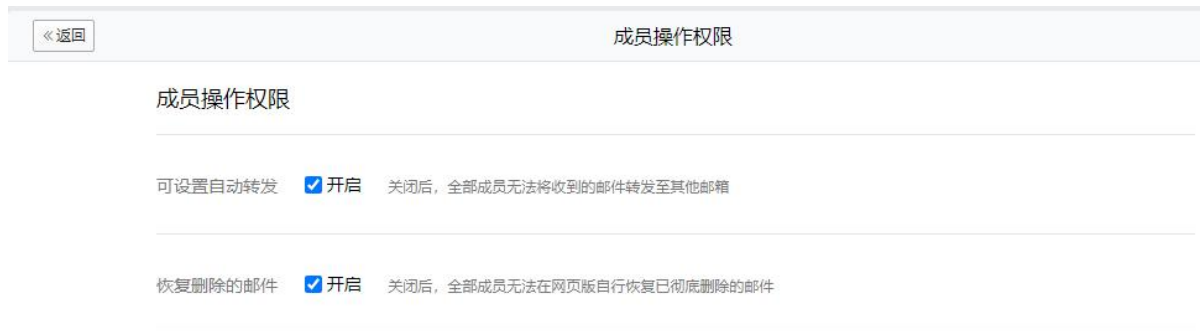 ≪返回 成员操作权限
成员操作权限
可设置自动转发 开启 关闭后，全部成员无法将收到的邮件转发至其他邮箱
恢复删除的邮件 开启 关闭后，全部成员无法在网页版自行恢复已彻底删除的邮件